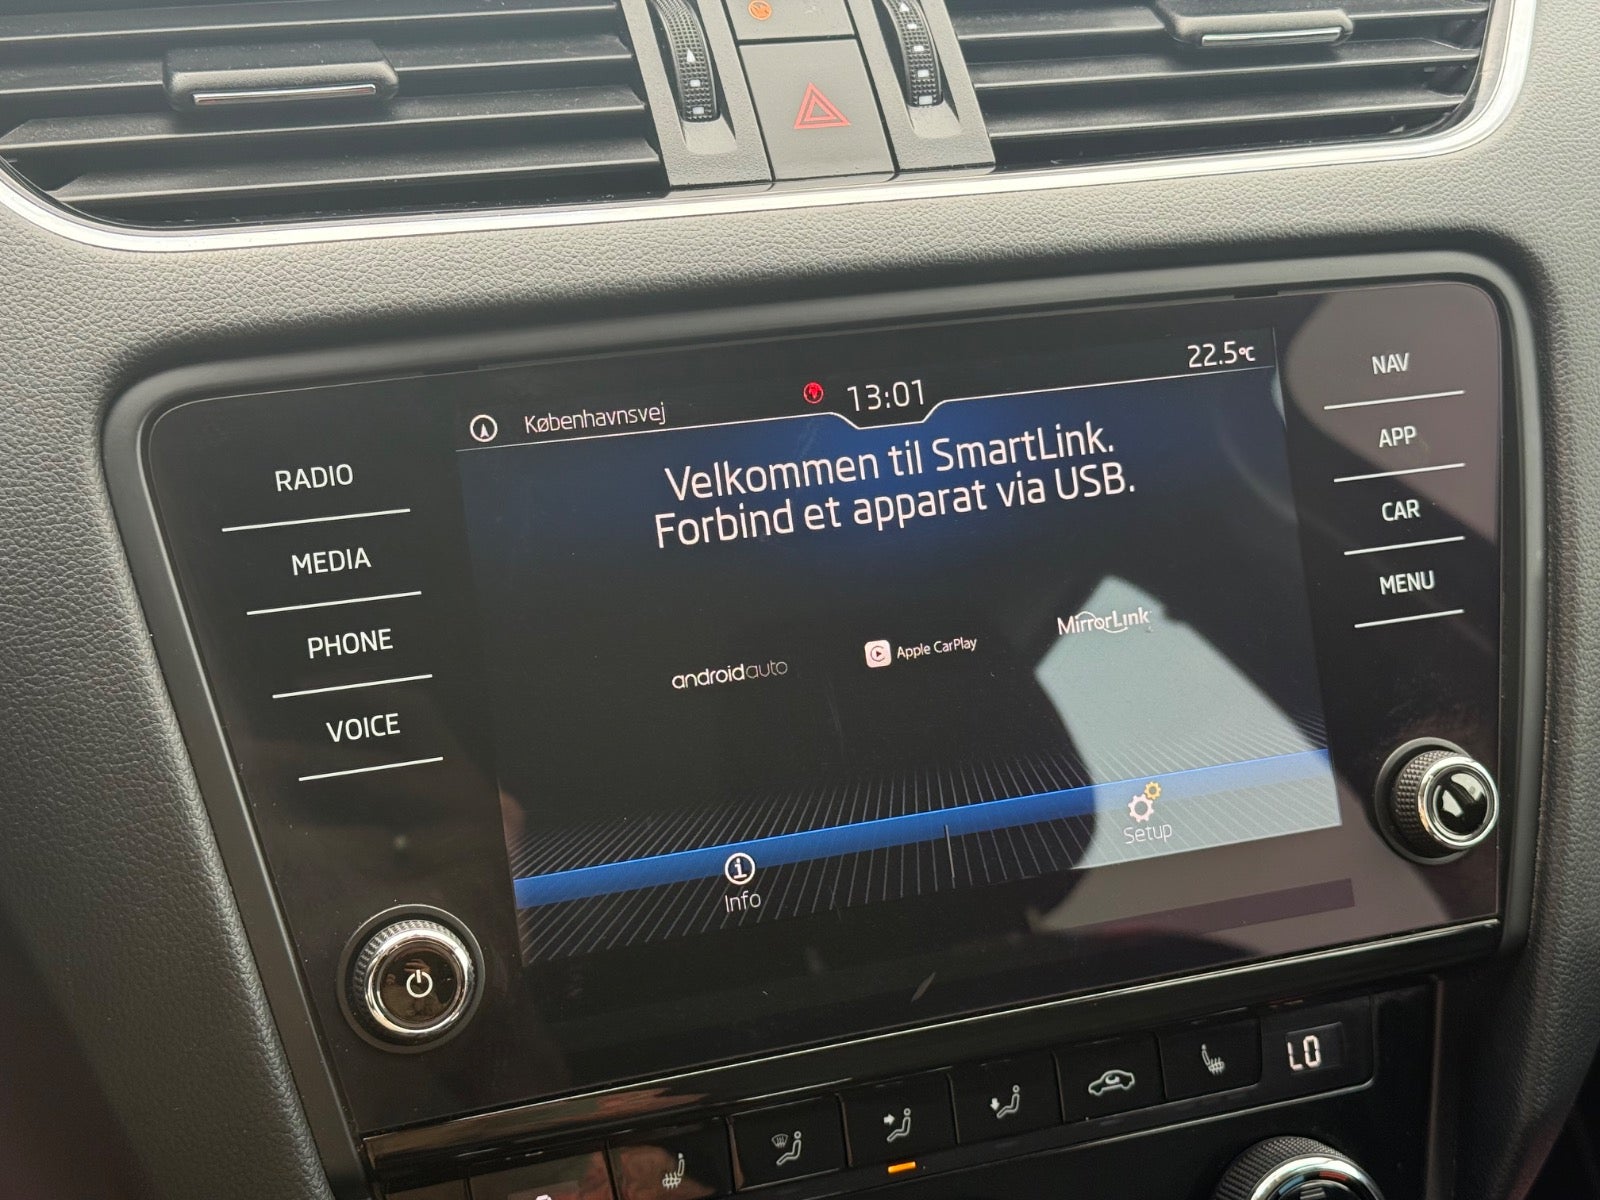 Københavnsvej
13:01
22.5°C
Velkommen til SmartLink.
Forbind et apparat via USB.
androidauto
Apple CarPlay
MirrorLink
Info
Setup
RADIO
MEDIA
PHONE
VOICE
NAV
APP
CAR
MENU
LO